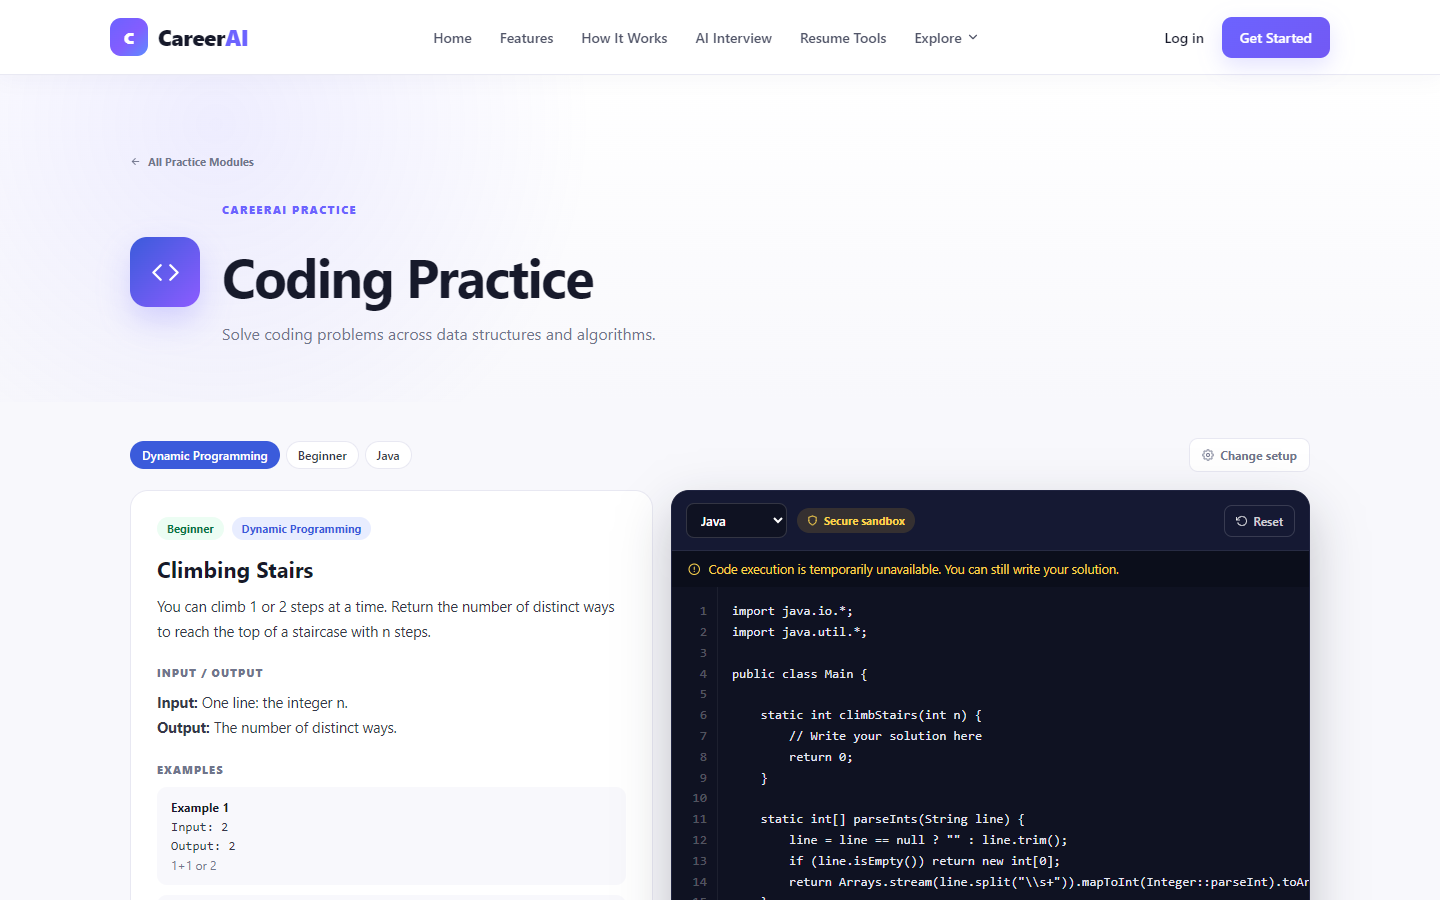 C CareerAI
Home
Features
How It Works
AI Interview
Resume Tools
Explore
Log in
Get Started
All Practice Modules
CAREERAI PRACTICE
Coding Practice
Solve coding problems across data structures and algorithms.
Dynamic Programming
Beginner
Java
Change setup
Beginner
Dynamic Programming
Climbing Stairs
You can climb 1 or 2 steps at a time. Return the number of distinct ways
to reach the top of a staircase with n steps.
INPUT / OUTPUT
Input: One line: the integer n.
Output: The number of distinct ways.
EXAMPLES
Example 1
Input: 2
Output: 2
1+1 or 2
Java
Secure sandbox
Reset
Code execution is temporarily unavailable. You can still write your solution.
1 import java.io.*;
2 import java.util.*;
3
4 public class Main {
5
6 static int climbStairs(int n) {
7 // Write your solution here
8 return 0;
9 }
10
11 static int[] parseInts(String line) {
12 line = line == null ? "" : line.trim();
13 if (line.isEmpty()) return new int[0];
14 return Arrays.stream(line.split("\\s+")).mapToInt(Integer::parseInt).toAr